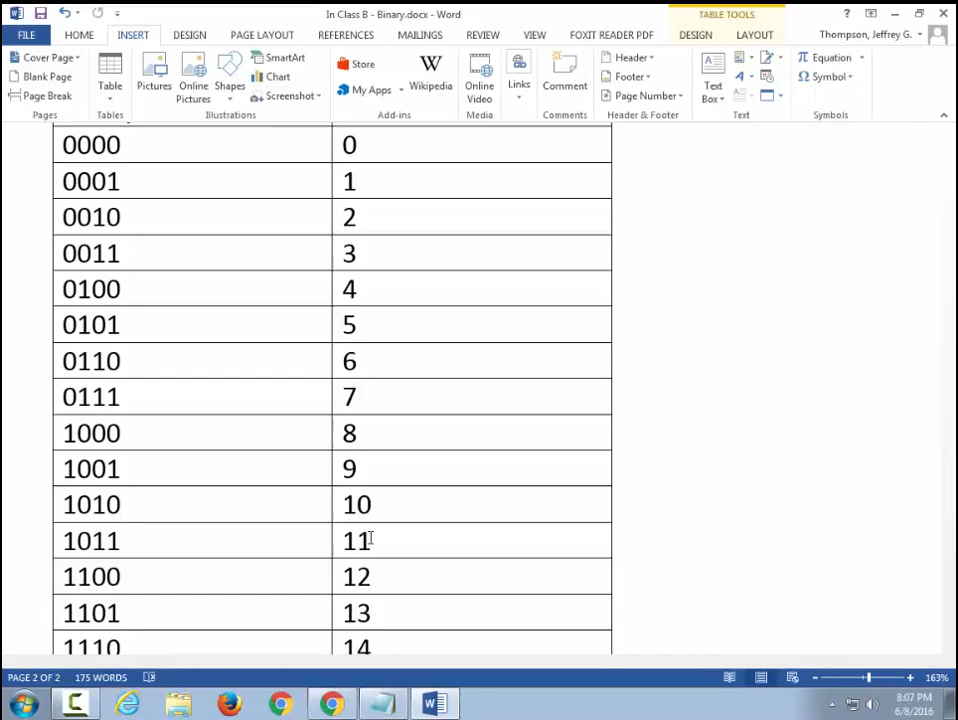 In Class B - Binary.docx - Word
TABLE TOOLS
?
FILE HOME INSERT DESIGN PAGE LAYOUT REFERENCES MAILINGS REVIEW VIEW FOXIT READER PDF DESIGN LAYOUT Thompson, Jeffrey G.
Cover Page
Blank Page
Page Break
Pages
Table
Tables
Pictures
Online Pictures
Shapes
SmartArt
Chart
Screenshot
Illustrations
Store
My Apps
W
Wikipedia
Add-ins
Online Video
Media
Links
Comment
Comments
Header
Footer
Page Number
Header & Footer
Text Box
Text
π Equation
Ω Symbol
Symbols
0000 0
0001 1
0010 2
0011 3
0100 4
0101 5
0110 6
0111 7
1000 8
1001 9
1010 10
1011 11
1100 12
1101 13
1110 14
PAGE 2 OF 2 175 WORDS 163%
8:07 PM
6/8/2016